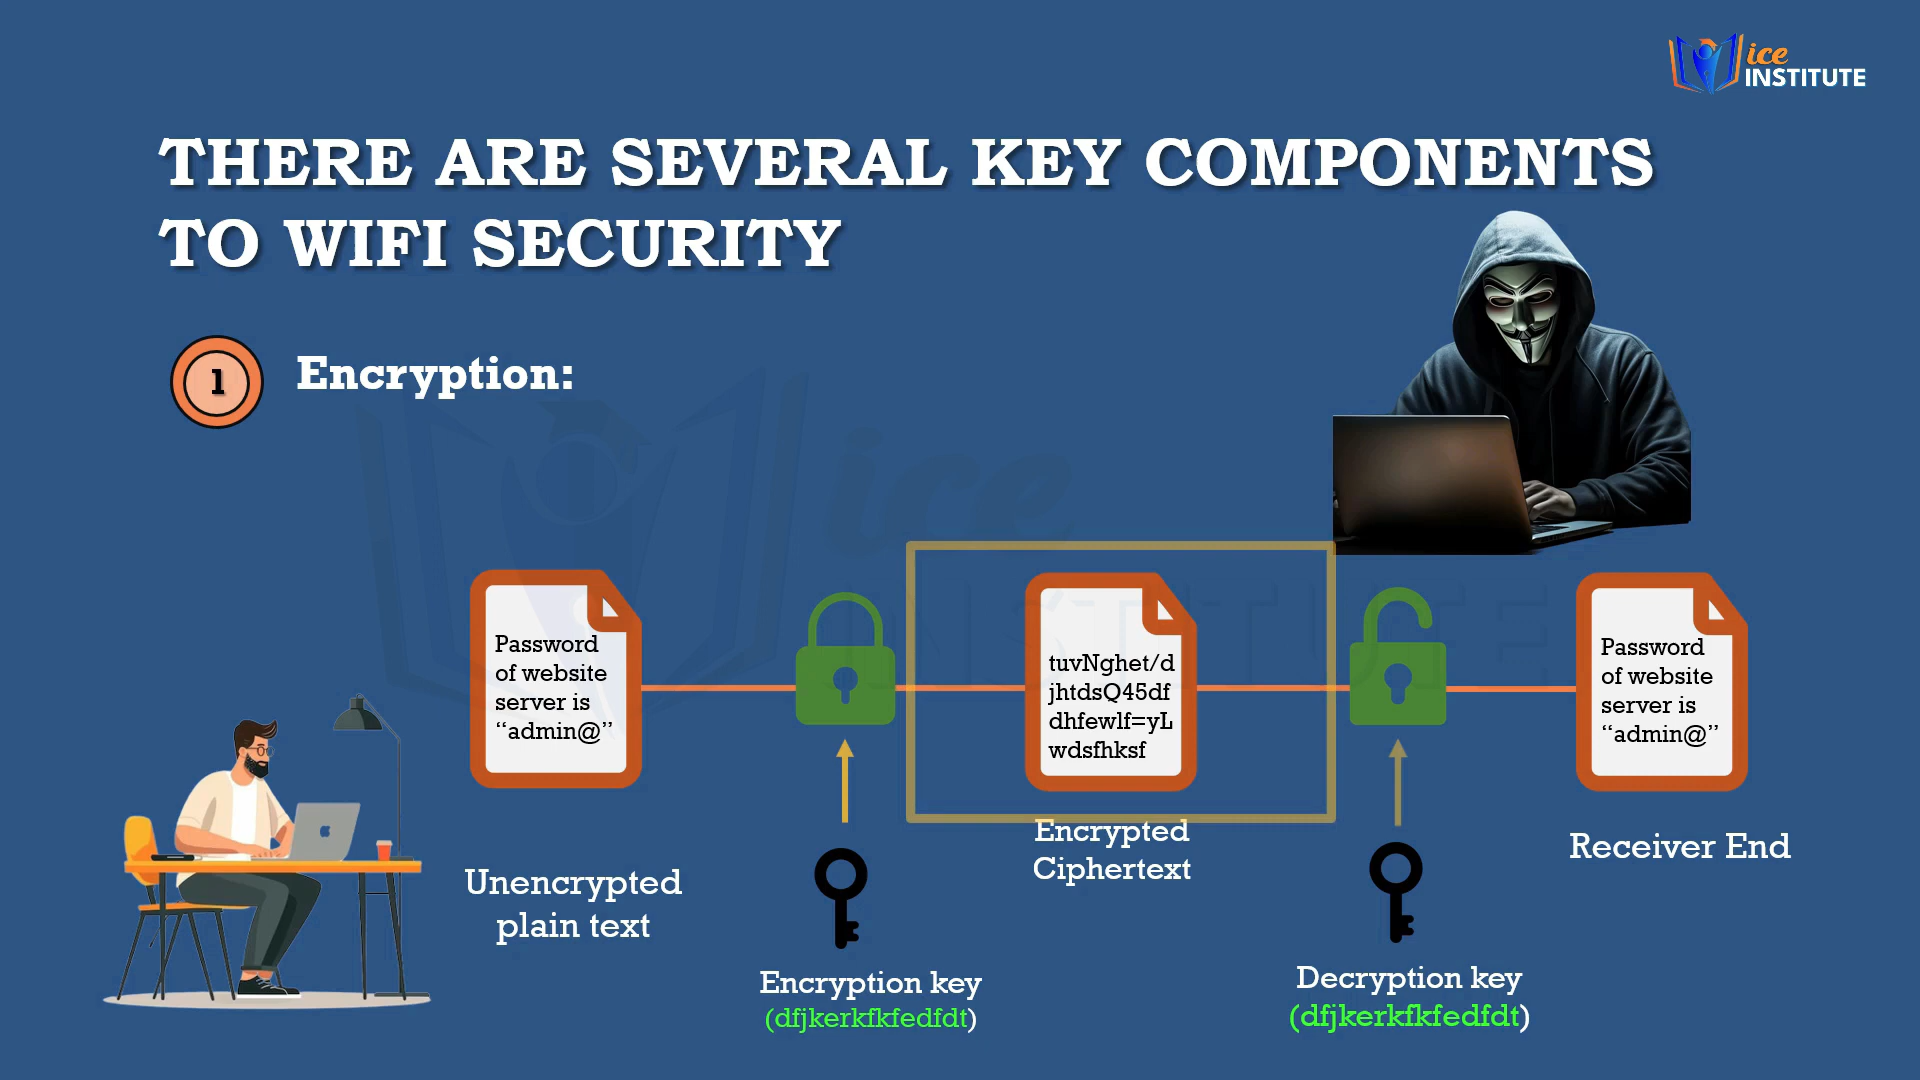 ice
INSTITUTE
THERE ARE SEVERAL KEY COMPONENTS
TO WIFI SECURITY
1
Encryption:
ice
INSTITUTE
Password
of website
server is
“admin@”
tuvNghet/d
jhtdsQ45df
dhfewlf=yL
wdsfhksf
Password
of website
server is
“admin@”
Unencrypted
plain text
Encryption key
(dfjkerkfkfedfdt)
Encrypted
Ciphertext
Decryption key
(dfjkerkfkfedfdt)
Receiver End